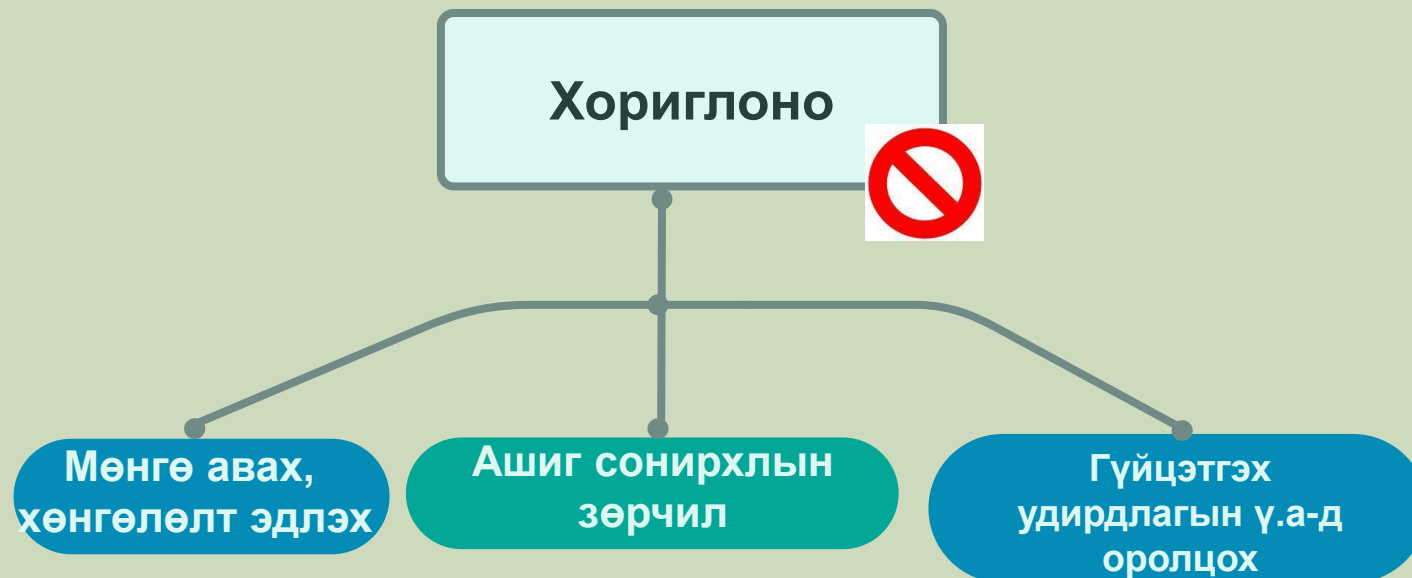 Хориглоно
Мөнгө авах,
хөнгөлөлт эдлэх
Ашиг сонирхлын
зөрчил
Гүйцэтгэх
удирдлагын ү.а-д
оролцох